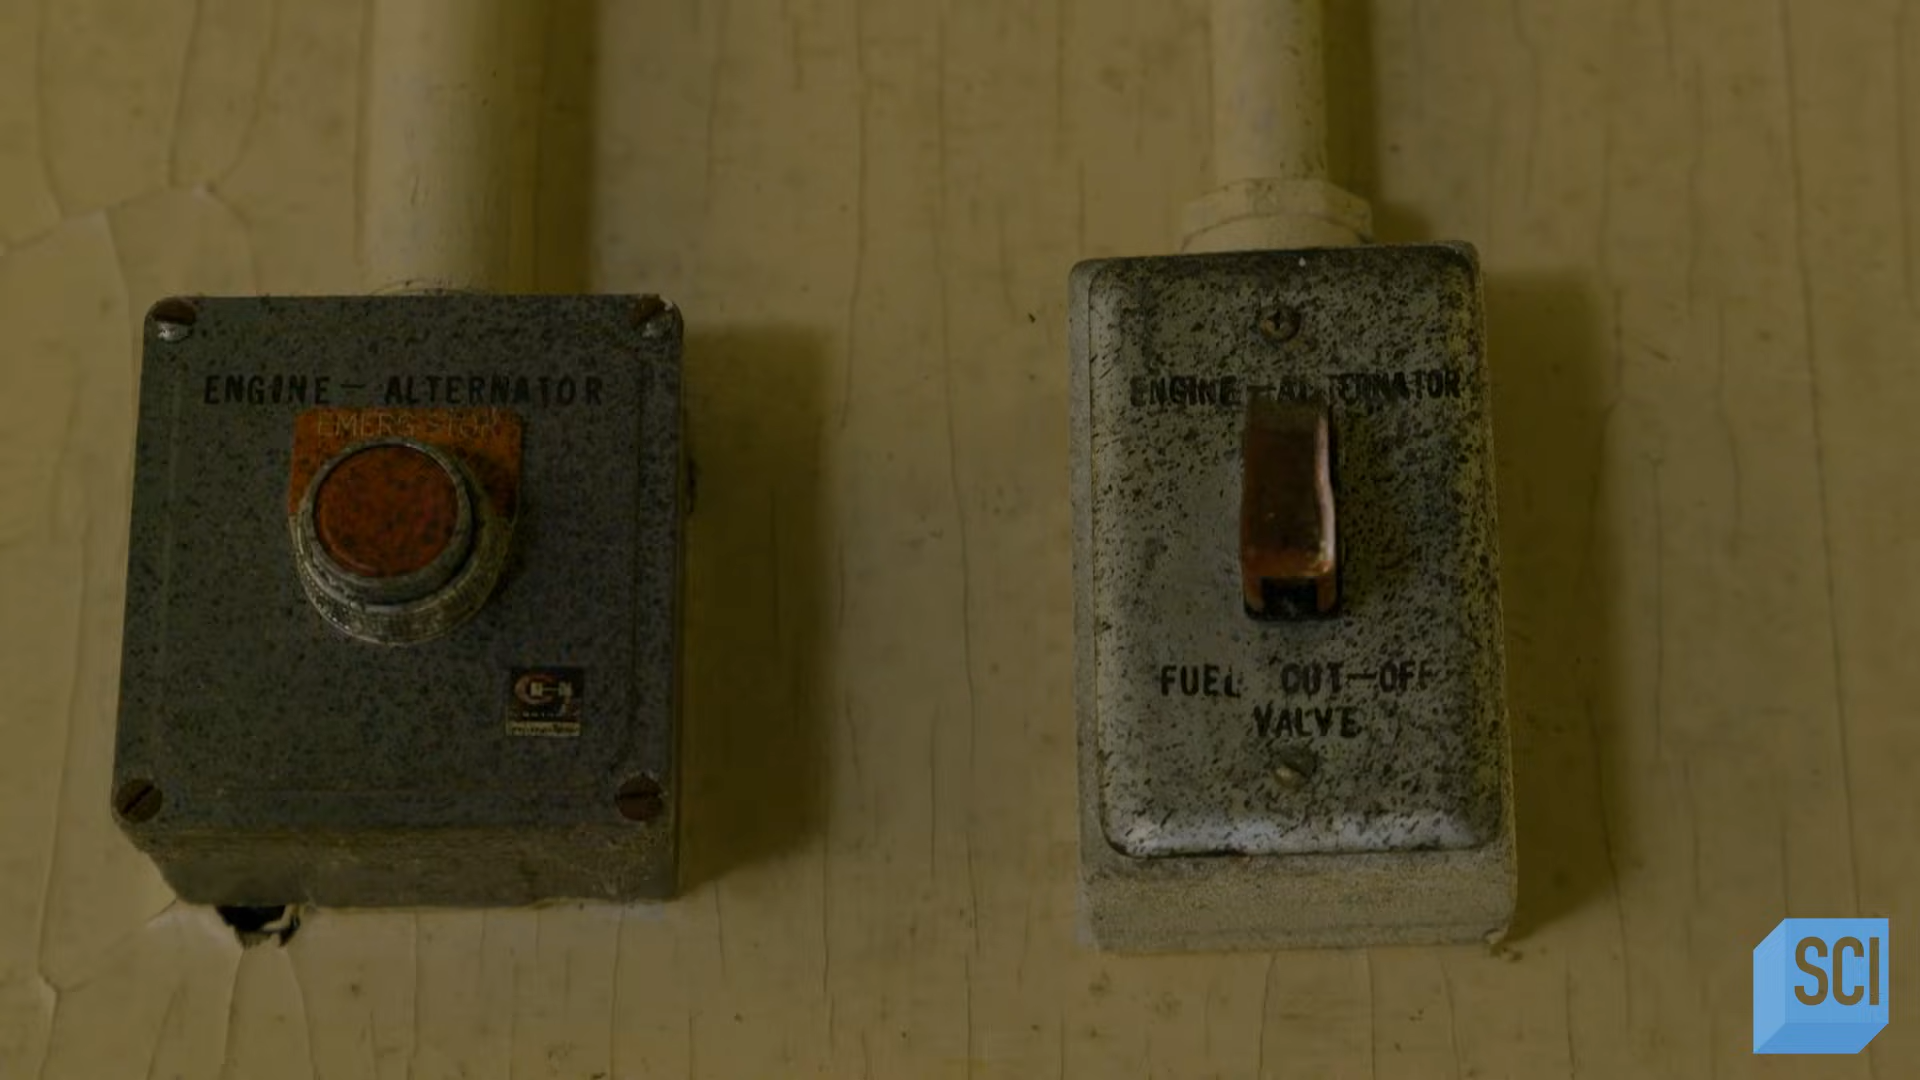 ENGINE — ALTERNATOR
EMERG STOP
ENGINE — ALTERNATOR
FUEL CUT—OFF
VALVE
SCI